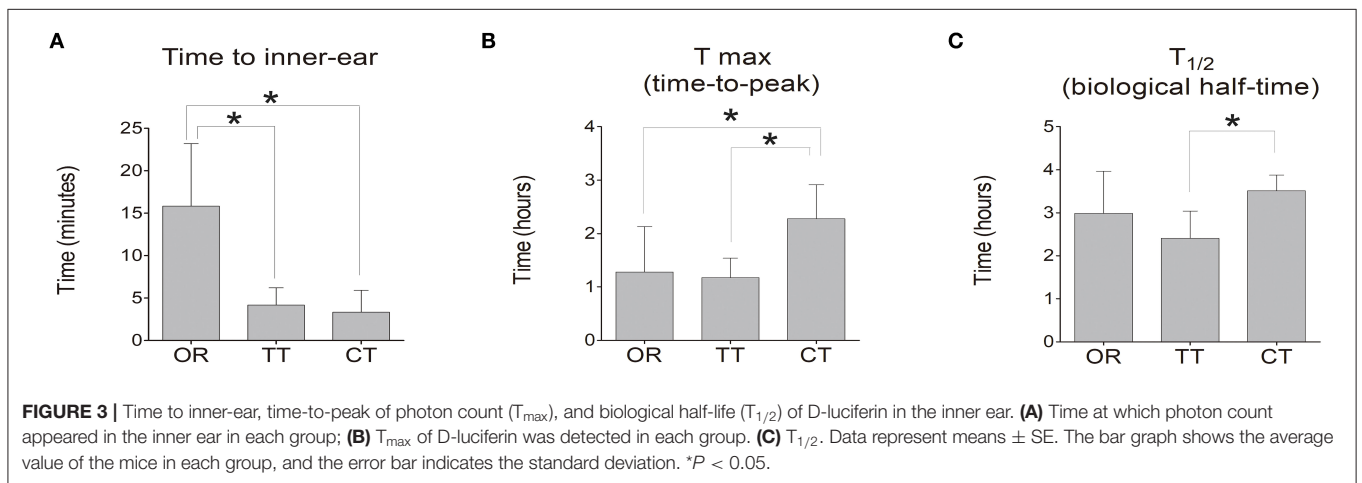 A
Time to inner-ear
*
*
25
20
15
10
5
0
Time (minutes)
OR TT CT
B
T max
(time-to-peak)
*
*
4
3
2
1
0
Time (hours)
OR TT CT
C
T1/2
(biological half-time)
*
5
4
3
2
1
0
Time (hours)
OR TT CT
FIGURE 3 | Time to inner-ear, time-to-peak of photon count (Tmax), and biological half-life (T1/2) of D-luciferin in the inner ear. (A) Time at which photon count
appeared in the inner ear in each group; (B) Tmax of D-luciferin was detected in each group. (C) T1/2. Data represent means ± SE. The bar graph shows the average
value of the mice in each group, and the error bar indicates the standard deviation. *P < 0.05.